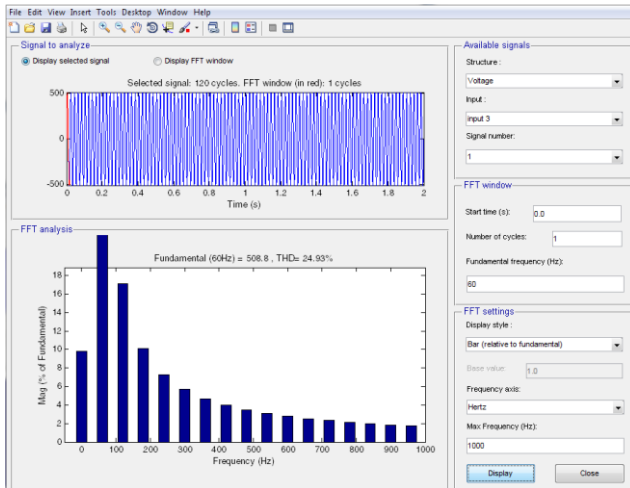 File Edit View Insert Tools Desktop Window Help
Signal to analyze
Display selected signal Display FFT window
Selected signal: 120 cycles. FFT window (in red): 1 cycles
500
0
-500
0 0.2 0.4 0.6 0.8 1 1.2 1.4 1.6 1.8 2
Time (s)
FFT analysis
Fundamental (60Hz) = 508.8 , THD= 24.93%
18
16
14
12
10
8
6
4
2
0
Mag (% of Fundamental)
0 100 200 300 400 500 600 700 800 900 1000
Frequency (Hz)
Available signals
Structure :
Voltage
Input :
input 3
Signal number:
1
FFT window
Start time (s): 0.0
Number of cycles: 1
Fundamental frequency (Hz):
60
FFT settings
Display style :
Bar (relative to fundamental)
Base value: 1.0
Frequency axis:
Hertz
Max Frequency (Hz):
1000
Display Close